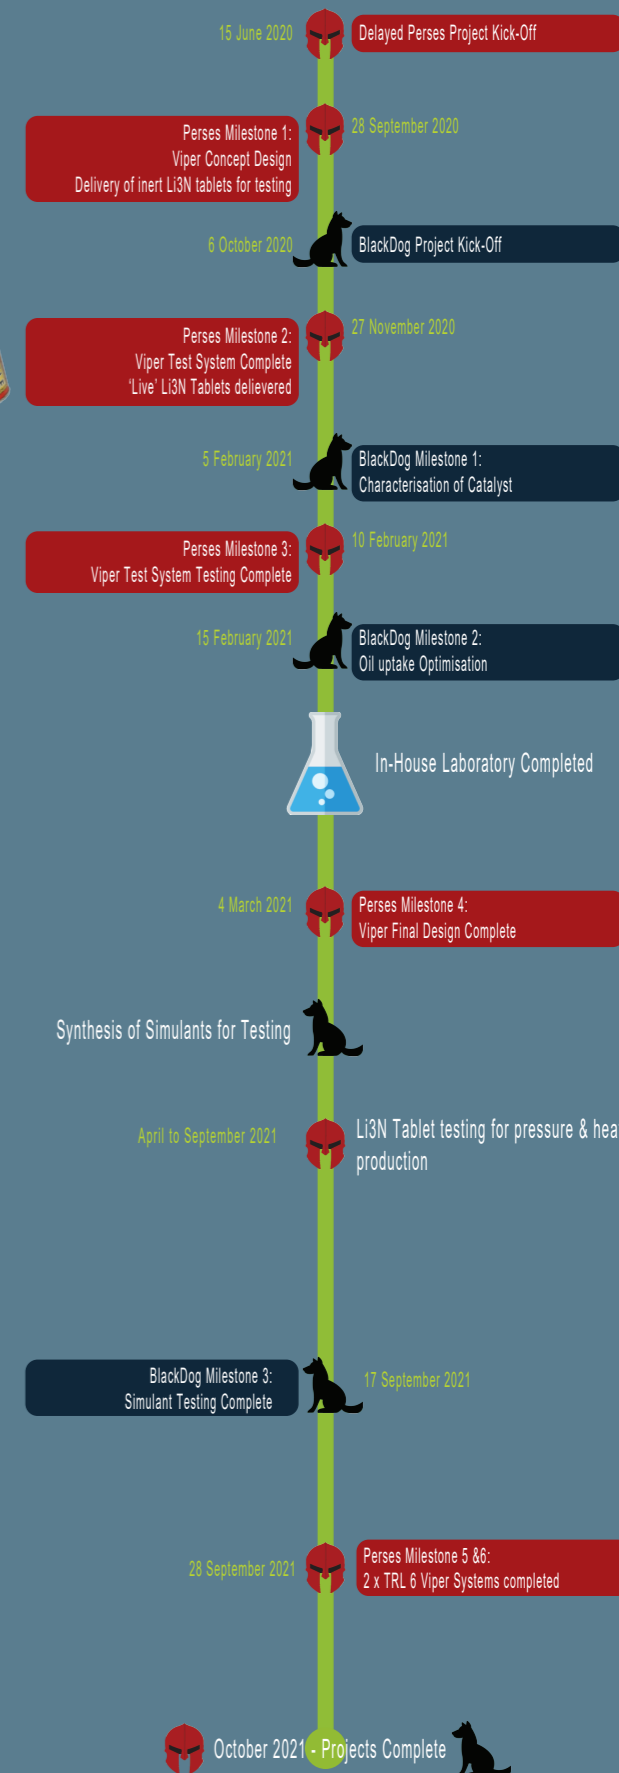 15 June 2020
Delayed Perses Project Kick-Off
28 September 2020
Perses Milestone 1:
Viper Concept Design
Delivery of inert Li3N tablets for testing
6 October 2020
BlackDog Project Kick-Off
27 November 2020
Perses Milestone 2:
Viper Test System Complete
'Live' Li3N Tablets delievered
5 February 2021
BlackDog Milestone 1:
Characterisation of Catalyst
10 February 2021
Perses Milestone 3:
Viper Test System Testing Complete
15 February 2021
BlackDog Milestone 2:
Oil uptake Optimisation
In-House Laboratory Completed
4 March 2021
Perses Milestone 4:
Viper Final Design Complete
Synthesis of Simulants for Testing
April to September 2021
Li3N Tablet testing for pressure & hea
production
BlackDog Milestone 3:
Simulant Testing Complete
17 September 2021
28 September 2021
Perses Milestone 5 &6:
2 x TRL 6 Viper Systems completed
October 2021 - Projects Complete